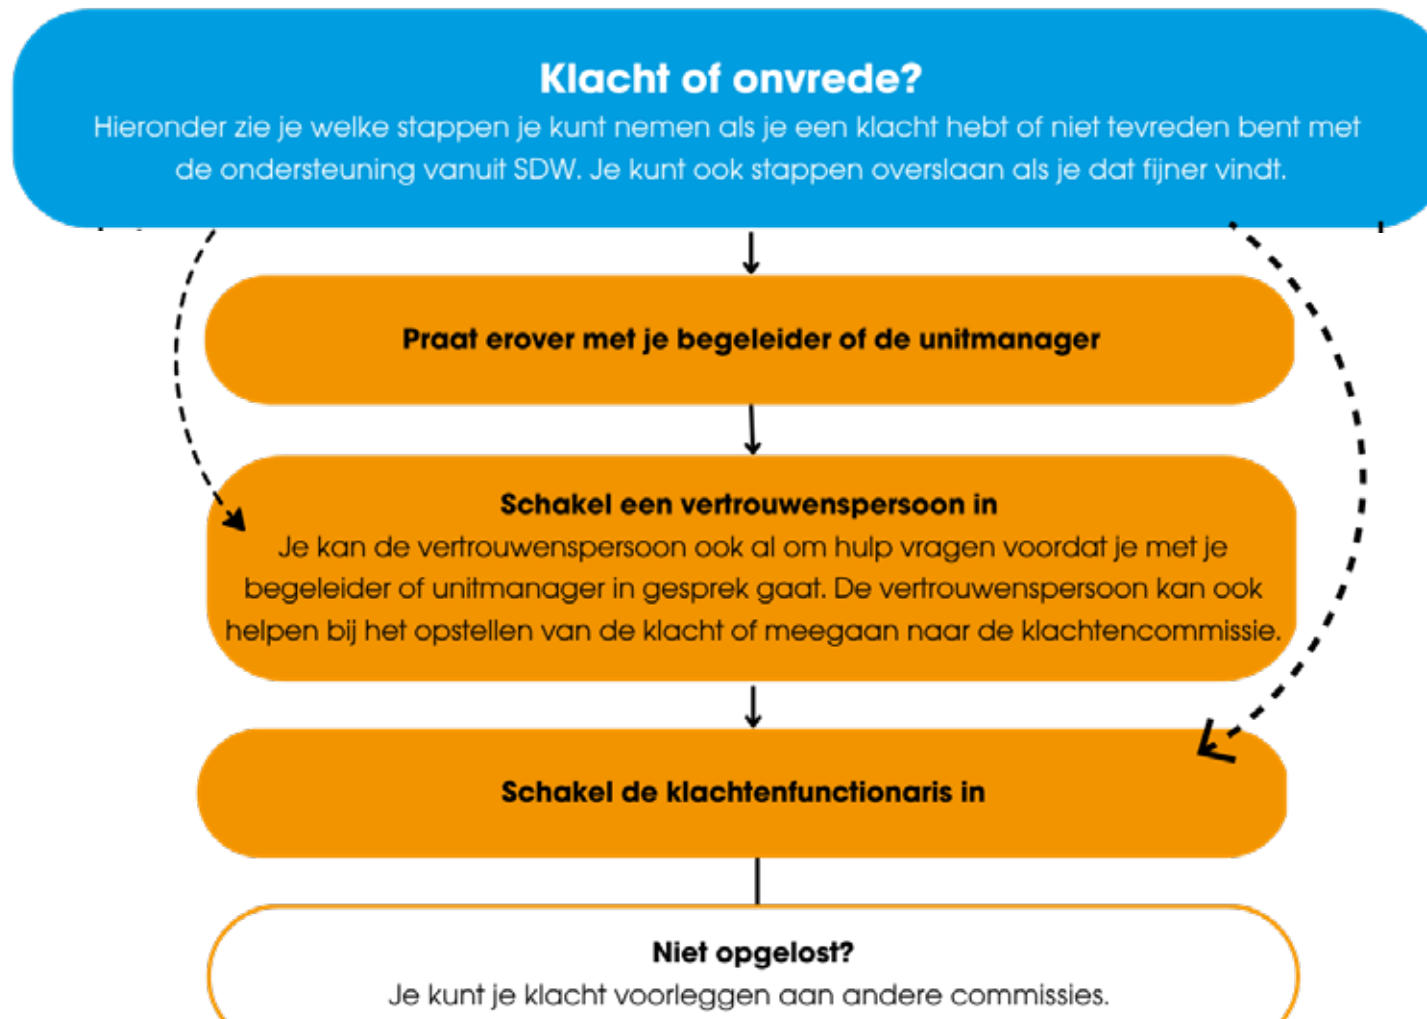 Klacht of onvrede?
Hieronder zie je welke stappen je kunt nemen als je een klacht hebt of niet tevreden bent met
de ondersteuning vanuit SDW. Je kunt ook stappen overslaan als je dat fijner vindt.
Praat erover met je begeleider of de unitmanager
Schakel een vertrouwenspersoon in
Je kan de vertrouwenspersoon ook al om hulp vragen voordat je met je
begeleider of unitmanager in gesprek gaat. De vertrouwenspersoon kan ook
helpen bij het opstellen van de klacht of meegaan naar de klachtencommissie.
Schakel de klachtenfunctionaris in
Niet opgelost?
Je kunt je klacht voorleggen aan andere commissies.